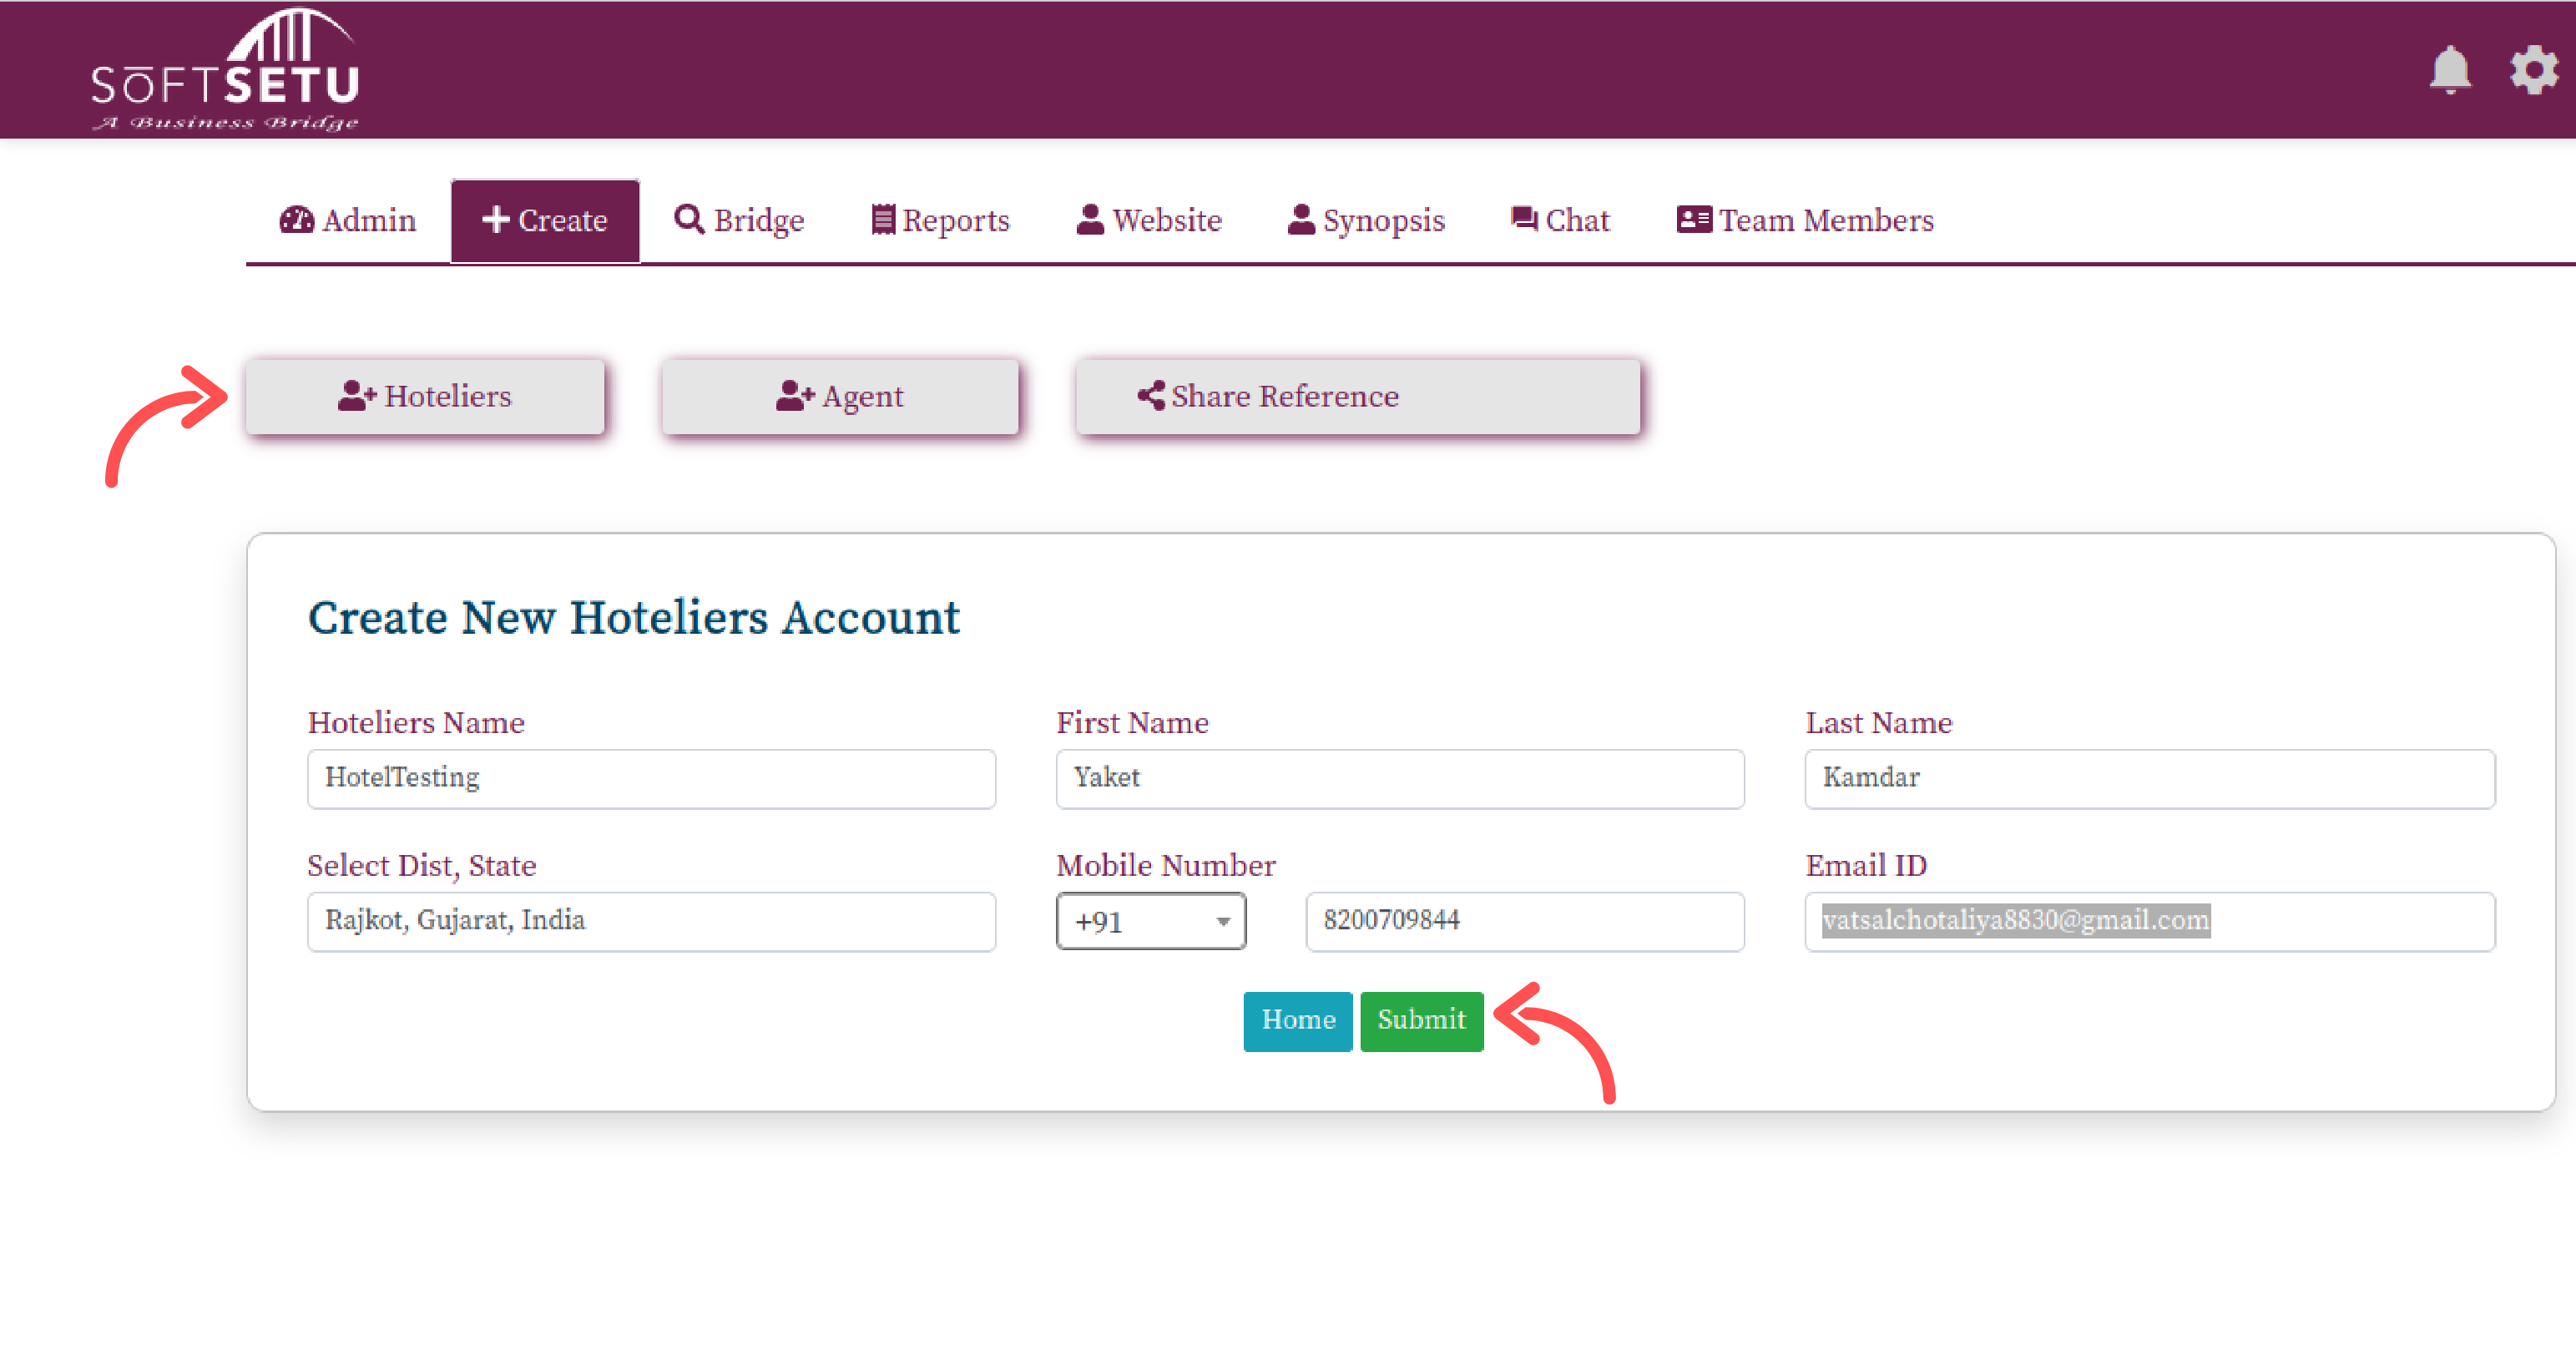 SŌFTSETU
A Business Bridge
Admin Create Bridge Reports Website Synopsis Chat Team Members
Hoteliers Agent Share Reference
Create New Hoteliers Account
Hoteliers Name First Name Last Name
HotelTesting Yaket Kamdar
Select Dist, State Mobile Number Email ID
Rajkot, Gujarat, India +91 8200709844 vatsalchotaliya8830@gmail.com
Home Submit